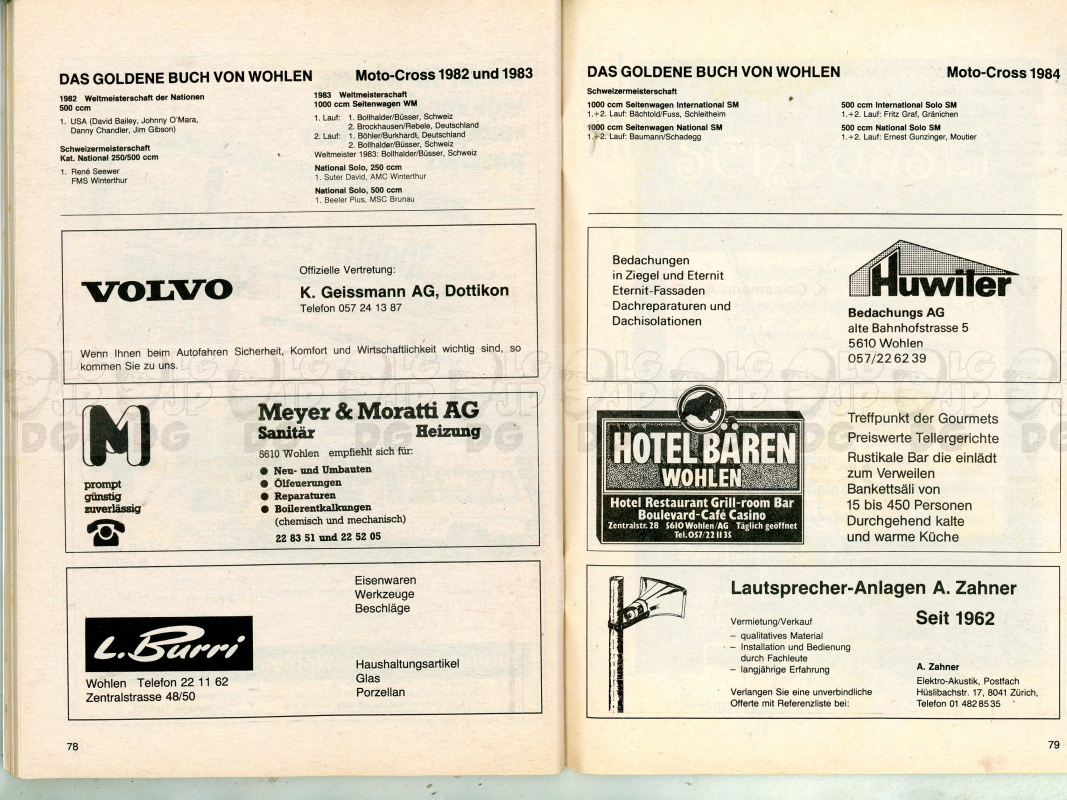 DAS GOLDENE BUCH VON WOHLEN
Moto-Cross 1982 und 1983
1982 Weltmeisterschaft der Nationen
500 ccm
1. USA (David Bailey, Johnny O'Mara,
Danny Chandler, Jim Gibson)
Schweizermeisterschaft
Kat. National 250/500 ccm
1. René Seewer
FMS Winterthur
1983 Weltmeisterschaft
1000 ccm Seitenwagen WM
1. Lauf: 1. Bollhalder/Büsser, Schweiz
2. Brockhausen/Rebele, Deutschland
2. Lauf: 1. Böhler/Burkhardt, Deutschland
2. Bollhalder/Büsser, Schweiz
Weltmeister 1983: Bollhalder/Büsser, Schweiz
National Solo, 250 ccm
1. Suter David, AMC Winterthur
National Solo, 500 ccm
1. Beeler Pius, MSC Brunau
VOLVO
Offizielle Vertretung:
K. Geissmann AG, Dottikon
Telefon 057 24 13 87
Wenn Ihnen beim Autofahren Sicherheit, Komfort und Wirtschaftlichkeit wichtig sind, so
kommen Sie zu uns.
M
prompt
günstig
zuverlässig
Meyer & Moratti AG
Sanitär Heizung
5610 Wohlen empfiehlt sich für:
● Neu- und Umbauten
● Ölfeuerungen
● Reparaturen
● Boilerentkalkungen
(chemisch und mechanisch)
22 83 51 und 22 52 05
Eisenwaren
Werkzeuge
Beschläge
L. Burri
Wohlen Telefon 22 11 62
Zentralstrasse 48/50
Haushaltungsartikel
Glas
Porzellan
78
DAS GOLDENE BUCH VON WOHLEN
Moto-Cross 1984
Schweizermeisterschaft
1000 ccm Seitenwagen International SM
1.+2. Lauf: Bächtold/Fuss, Schleitheim
1000 ccm Seitenwagen National SM
1.+2. Lauf: Baumann/Schadegg
500 ccm International Solo SM
1.+2. Lauf: Fritz Graf, Gränichen
500 ccm National Solo SM
1.+2. Lauf: Ernest Gunzinger, Moutier
Bedachungen
in Ziegel und Eternit
Eternit-Fassaden
Dachreparaturen und
Dachisolationen
Huwiler
Bedachungs AG
alte Bahnhofstrasse 5
5610 Wohlen
057/22 62 39
HOTEL BÄREN
WOHLEN
Hotel Restaurant Grill-room Bar
Boulevard-Café Casino
Zentralstr. 28 5610 Wohlen/AG Täglich geöffnet
Tel. 057/22 11 35
Treffpunkt der Gourmets
Preiswerte Tellergerichte
Rustikale Bar die einlädt
zum Verweilen
Bankettsäli von
15 bis 450 Personen
Durchgehend kalte
und warme Küche
Lautsprecher-Anlagen A. Zahner
Seit 1962
Vermietung/Verkauf
– qualitatives Material
– Installation und Bedienung
durch Fachleute
– langjährige Erfahrung
Verlangen Sie eine unverbindliche
Offerte mit Referenzliste bei:
A. Zahner
Elektro-Akustik, Postfach
Hüslibachstr. 17, 8041 Zürich,
Telefon 01 482 85 35
79
LG
JP
DG